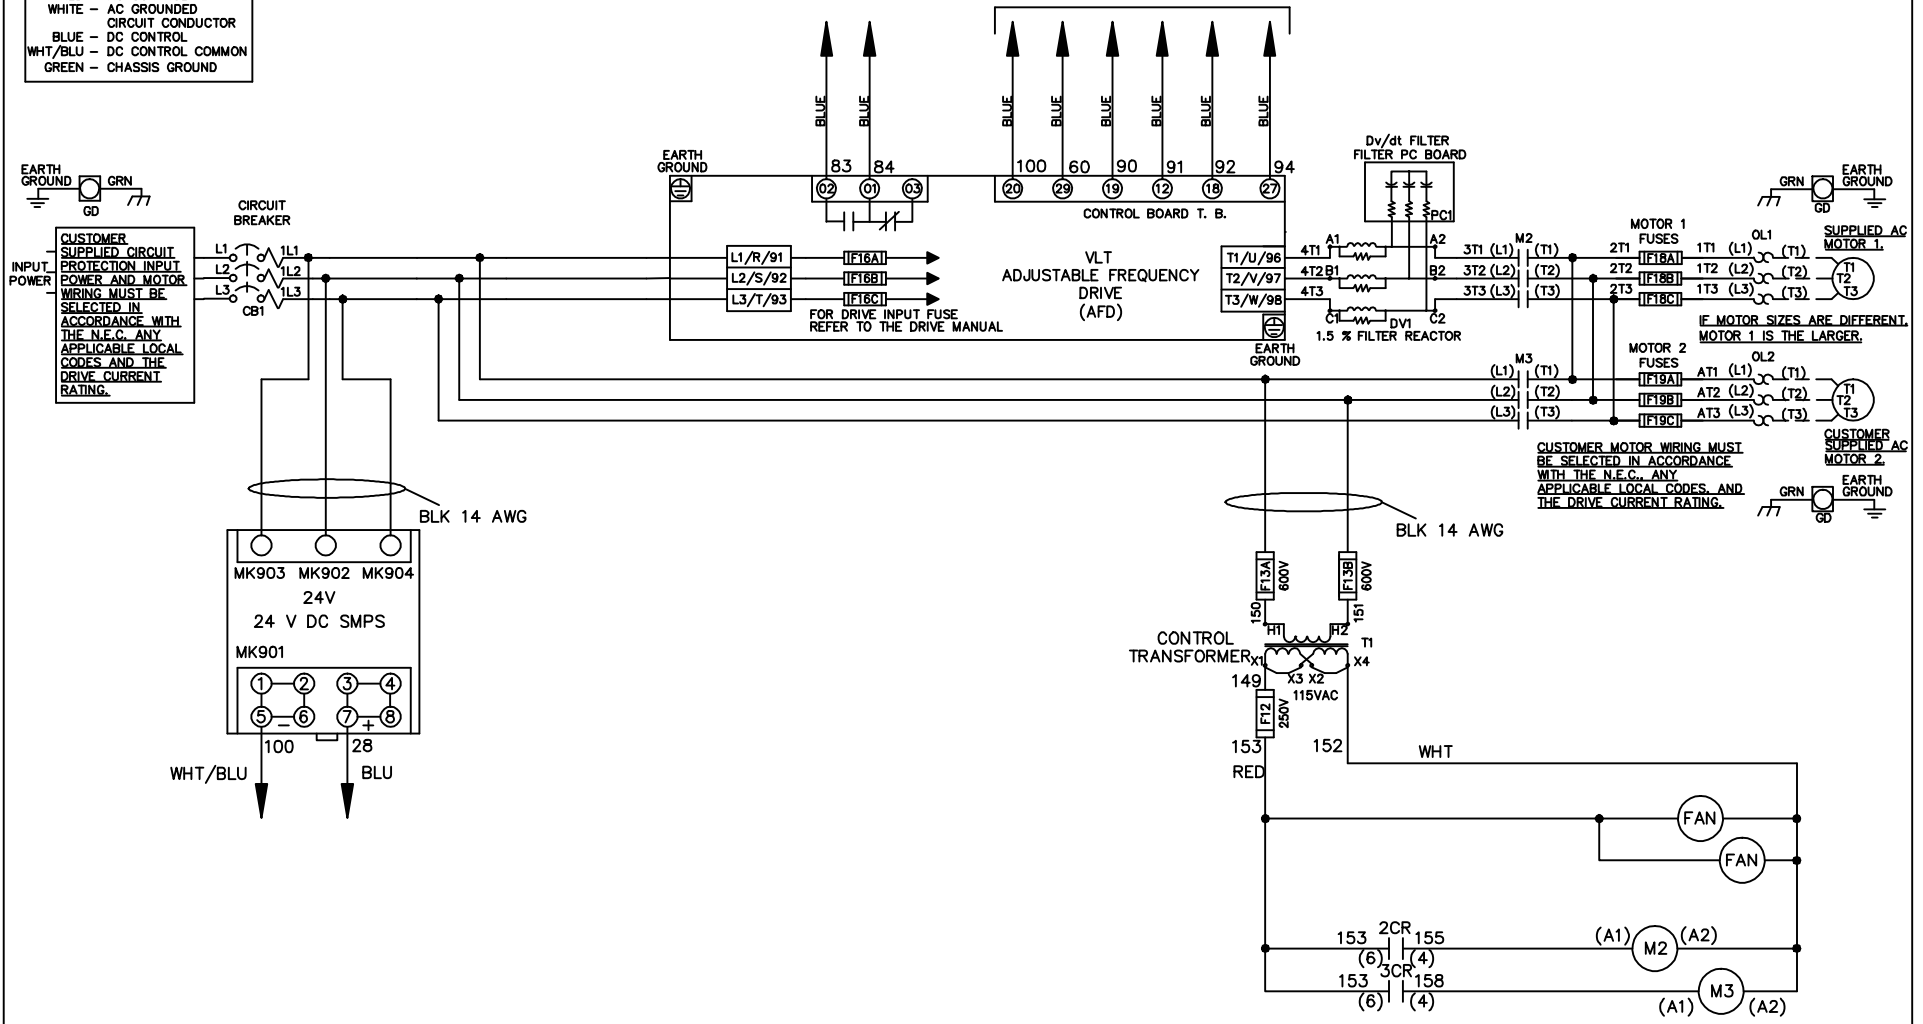 WHITE – AC GROUNDED
CIRCUIT CONDUCTOR
BLUE – DC CONTROL
WHT/BLU – DC CONTROL COMMON
GREEN – CHASSIS GROUND
BLUE BLUE BLUE BLUE BLUE BLUE BLUE BLUE
EARTH
GROUND
GRN
GD
CIRCUIT
BREAKER
EARTH
GROUND
83 84
02 01 03
100 60 90 91 92 94
20 29 19 12 18 27
CONTROL BOARD T. B.
Dv/dt FILTER
FILTER PC BOARD
PC1
GRN
EARTH
GROUND
GD
INPUT
POWER
CUSTOMER
SUPPLIED CIRCUIT
PROTECTION INPUT
POWER AND MOTOR
WIRING MUST BE
SELECTED IN
ACCORDANCE WITH
THE N.E.C. ANY
APPLICABLE LOCAL
CODES AND THE
DRIVE CURRENT
RATING.
L1 1L1
L2 1L2
L3 1L3
CB1
L1/R/91 F16A
L2/S/92 F16B
L3/T/93 F16C
FOR DRIVE INPUT FUSE
REFER TO THE DRIVE MANUAL
VLT
ADJUSTABLE FREQUENCY
DRIVE
(AFD)
T1/U/96
T2/V/97
T3/W/98
EARTH
GROUND
4T1 A1 A2
4T2 B1 B2
4T3 C1 C2
DV1
1.5 % FILTER REACTOR
M2
3T1 (L1) (T1)
3T2 (L2) (T2)
3T3 (L3) (T3)
MOTOR 1
FUSES
2T1 F18A 1T1 (L1) (T1)
2T2 F18B 1T2 (L2) (T2)
2T3 F18C 1T3 (L3) (T3)
OL1
SUPPLIED AC
MOTOR 1.
T1
T2
T3
IF MOTOR SIZES ARE DIFFERENT,
MOTOR 1 IS THE LARGER.
M3
(L1) (T1)
(L2) (T2)
(L3) (T3)
MOTOR 2
FUSES
F19A AT1 (L1) (T1)
F19B AT2 (L2) (T2)
F19C AT3 (L3) (T3)
OL2
T1
T2
T3
CUSTOMER
SUPPLIED AC
MOTOR 2.
CUSTOMER MOTOR WIRING MUST
BE SELECTED IN ACCORDANCE
WITH THE N.E.C., ANY
APPLICABLE LOCAL CODES, AND
THE DRIVE CURRENT RATING.
GRN
EARTH
GROUND
GD
BLK 14 AWG
BLK 14 AWG
MK903 MK902 MK904
24V
24 V DC SMPS
MK901
1 2 3 4
5 6 7 8
– +
100 28
WHT/BLU BLU
F13A 600V F13B 600V
150 151
H1 H2
T1
CONTROL
TRANSFORMER
X1 X4
X3 X2
115VAC
149
F12 250V
153 152
RED
WHT
FAN
FAN
2CR
153 155
(6) (4)
(A1) M2 (A2)
3CR
153 158
(6) (4)
(A1) M3 (A2)